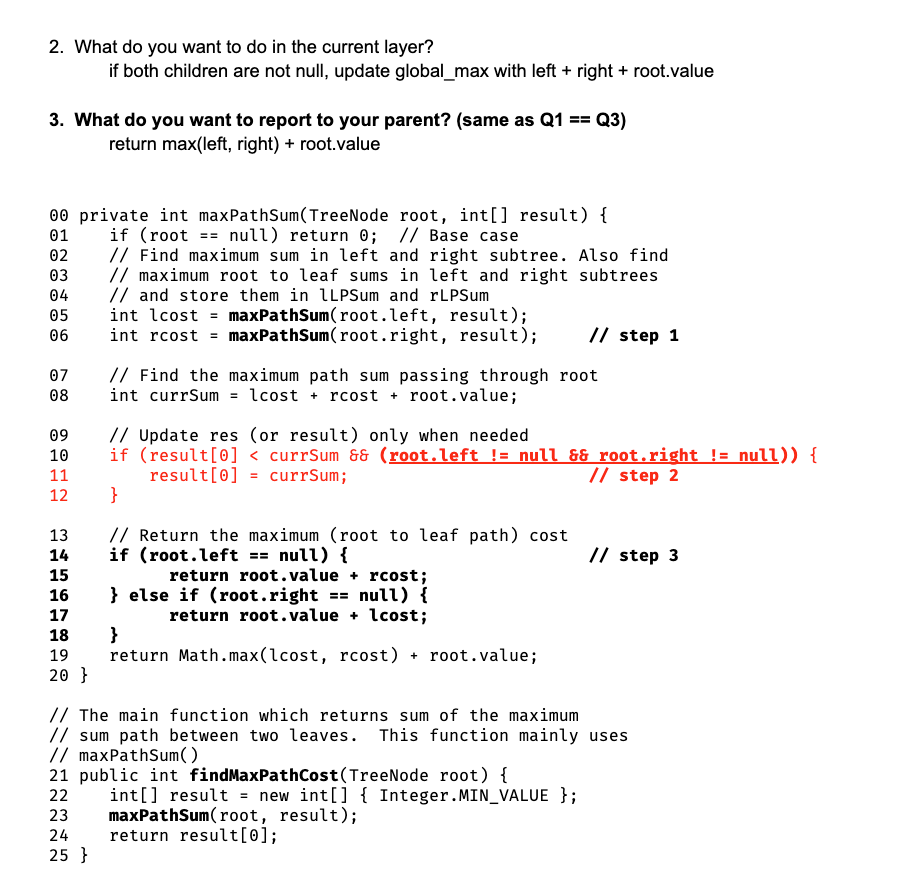 2. What do you want to do in the current layer?
if both children are not null, update global_max with left + right + root.value
3. What do you want to report to your parent? (same as Q1 == Q3)
return max(left, right) + root.value
00 private int maxPathSum(TreeNode root, int[] result) {
01    if (root == null) return 0;  // Base case
02    // Find maximum sum in left and right subtree. Also find
03    // maximum root to leaf sums in left and right subtrees
04    // and store them in lLPSum and rLPSum
05    int lcost = maxPathSum(root.left, result);
06    int rcost = maxPathSum(root.right, result);     // step 1
07    // Find the maximum path sum passing through root
08    int currSum = lcost + rcost + root.value;
09    // Update res (or result) only when needed
10    if (result[0] < currSum && (root.left != null && root.right != null)) {
11        result[0] = currSum;                        // step 2
12    }
13    // Return the maximum (root to leaf path) cost
14    if (root.left == null) {                        // step 3
15          return root.value + rcost;
16    } else if (root.right == null) {
17          return root.value + lcost;
18    }
19    return Math.max(lcost, rcost) + root.value;
20 }
// The main function which returns sum of the maximum
// sum path between two leaves.  This function mainly uses
// maxPathSum()
21 public int findMaxPathCost(TreeNode root) {
22    int[] result = new int[] { Integer.MIN_VALUE };
23    maxPathSum(root, result);
24    return result[0];
25 }